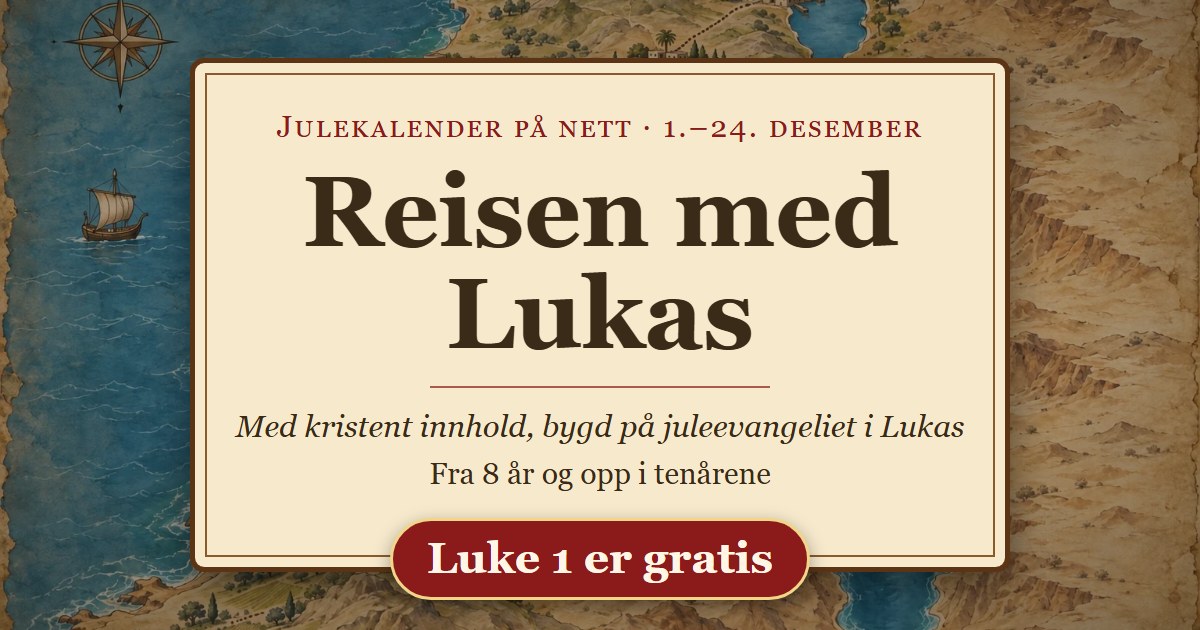 Julekalender på nett · 1.–24. desember
Reisen med
Lukas
Med kristent innhold, bygd på juleevangeliet i Lukas
Fra 8 år og opp i tenårene
Luke 1 er gratis